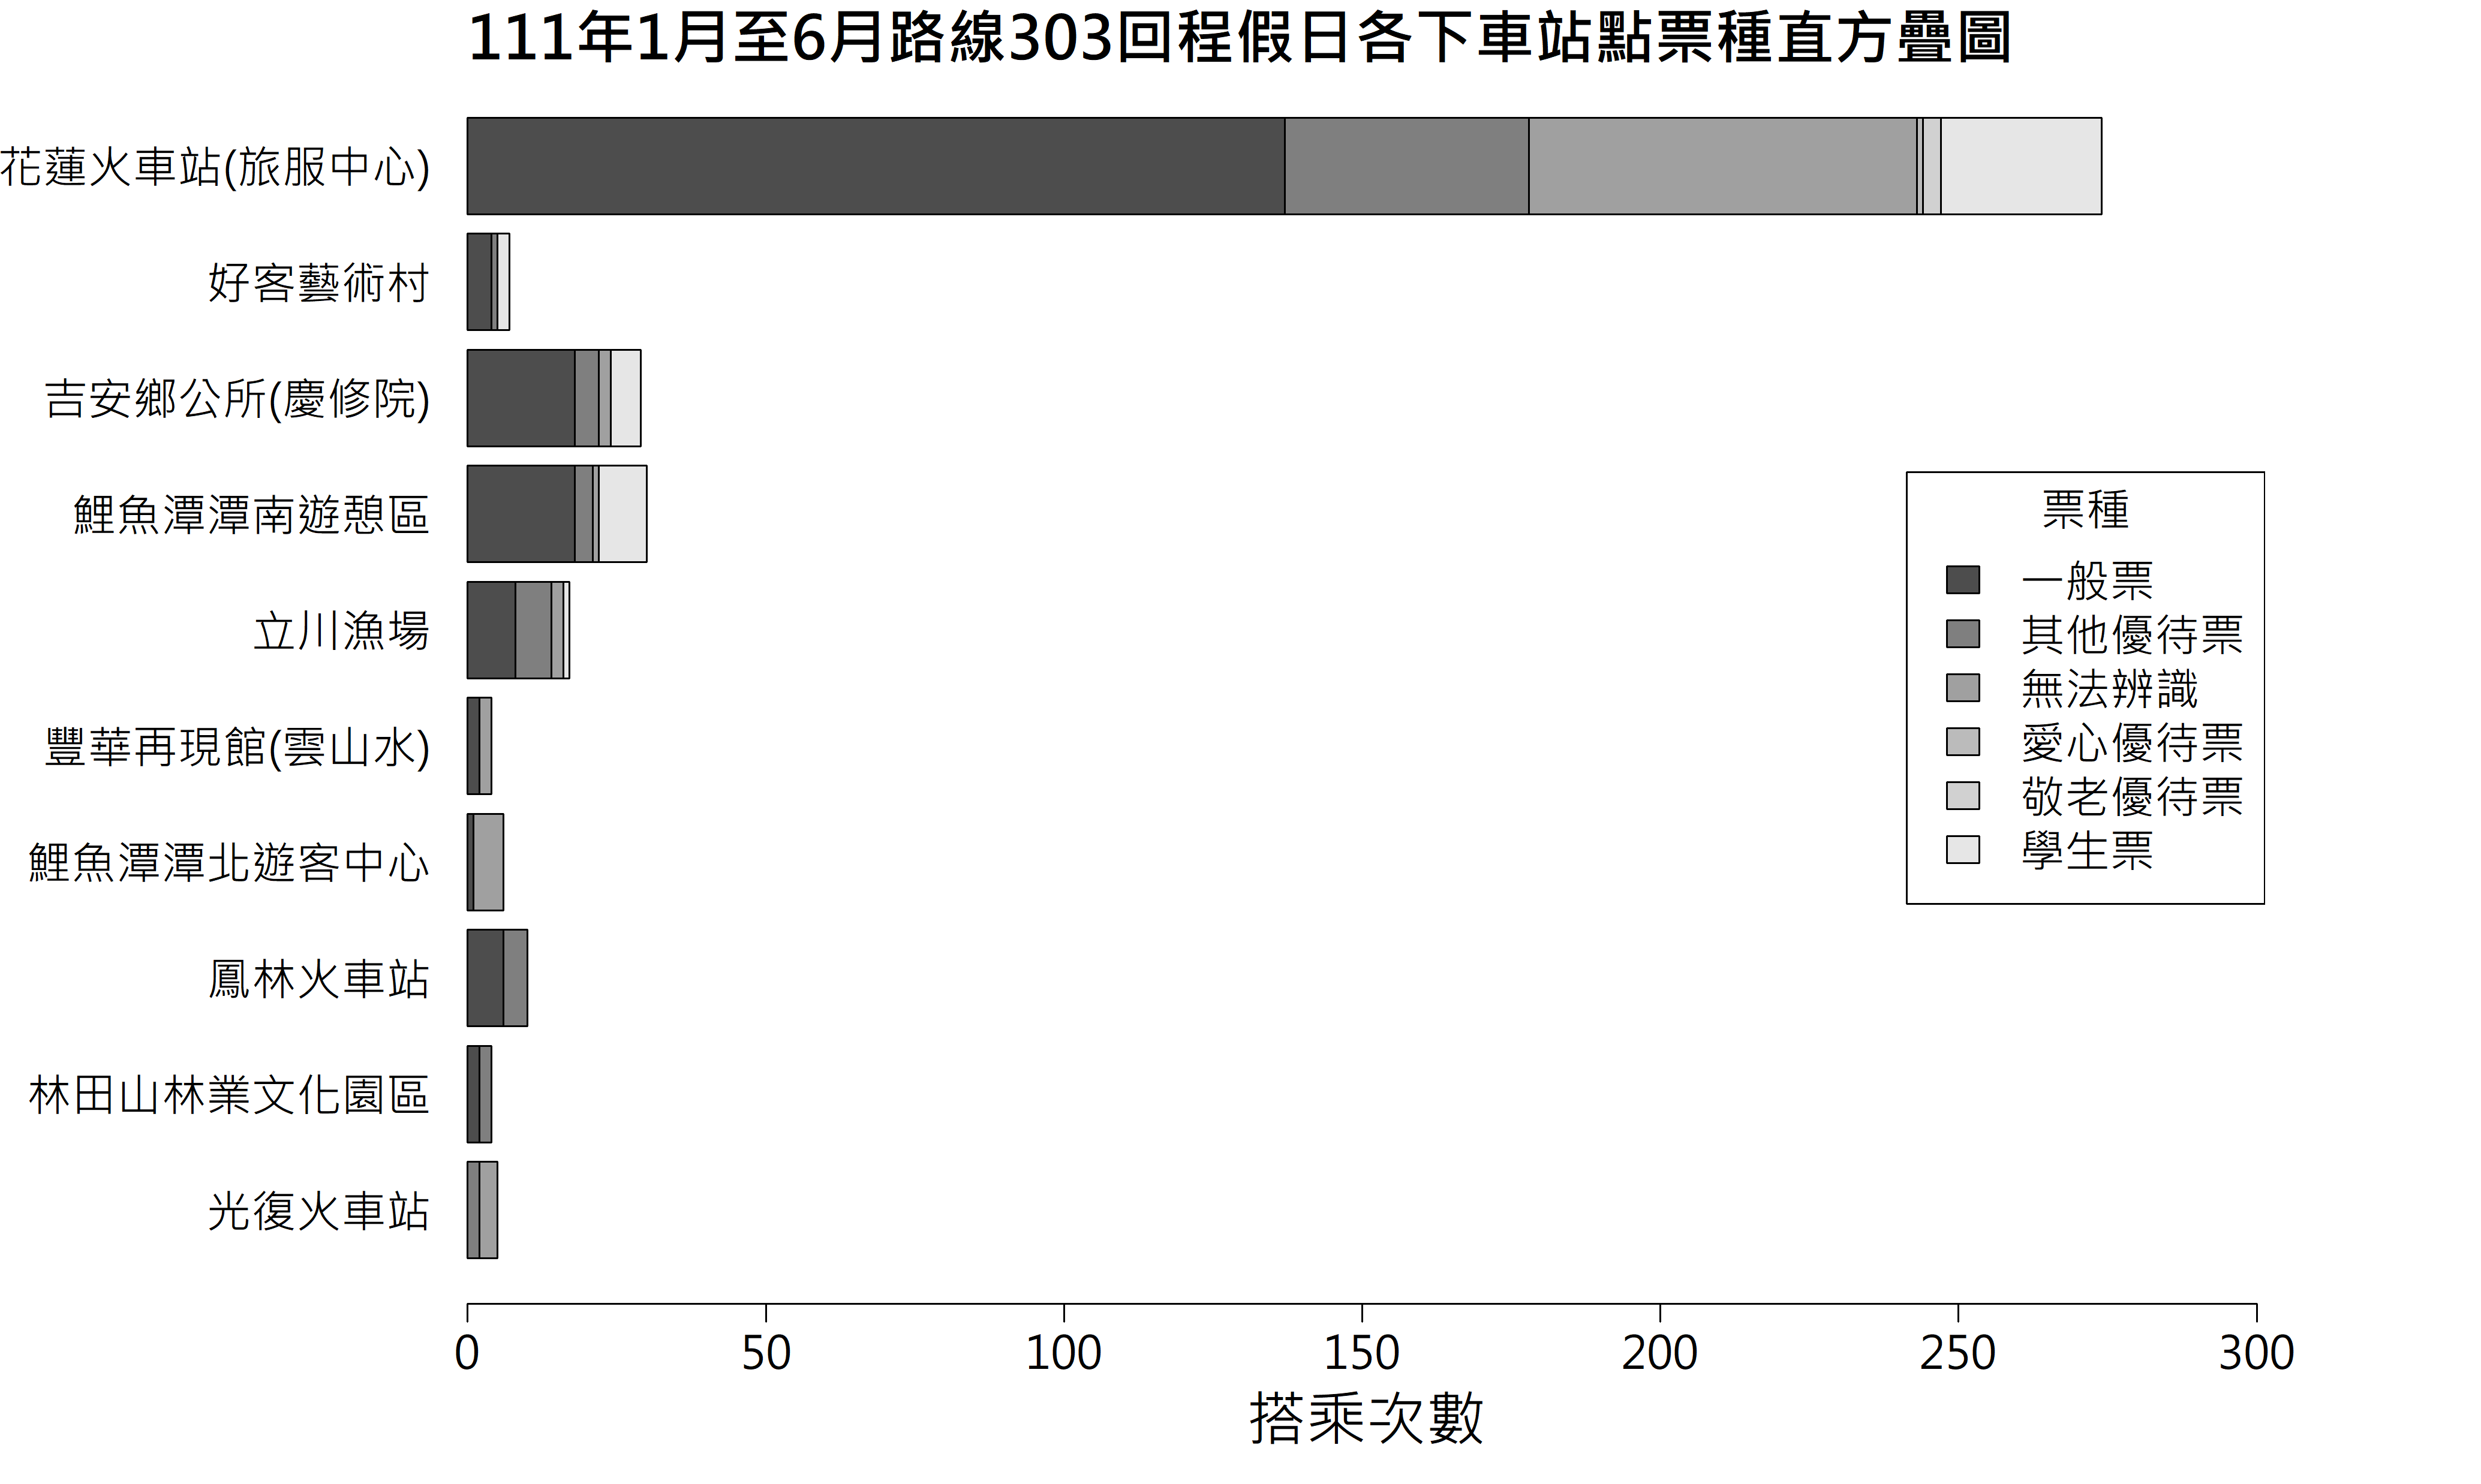 111年1月至6月路線303回程假日各下車站點票種直方疊圖
花蓮火車站(旅服中心)
好客藝術村
吉安鄉公所(慶修院)
鯉魚潭潭南遊憩區
立川漁場
豐華再現館(雲山水)
鯉魚潭潭北遊客中心
鳳林火車站
林田山林業文化園區
光復火車站
票種
一般票
其他優待票
無法辨識
愛心優待票
敬老優待票
學生票
0 50 100 150 200 250 300
搭乘次數